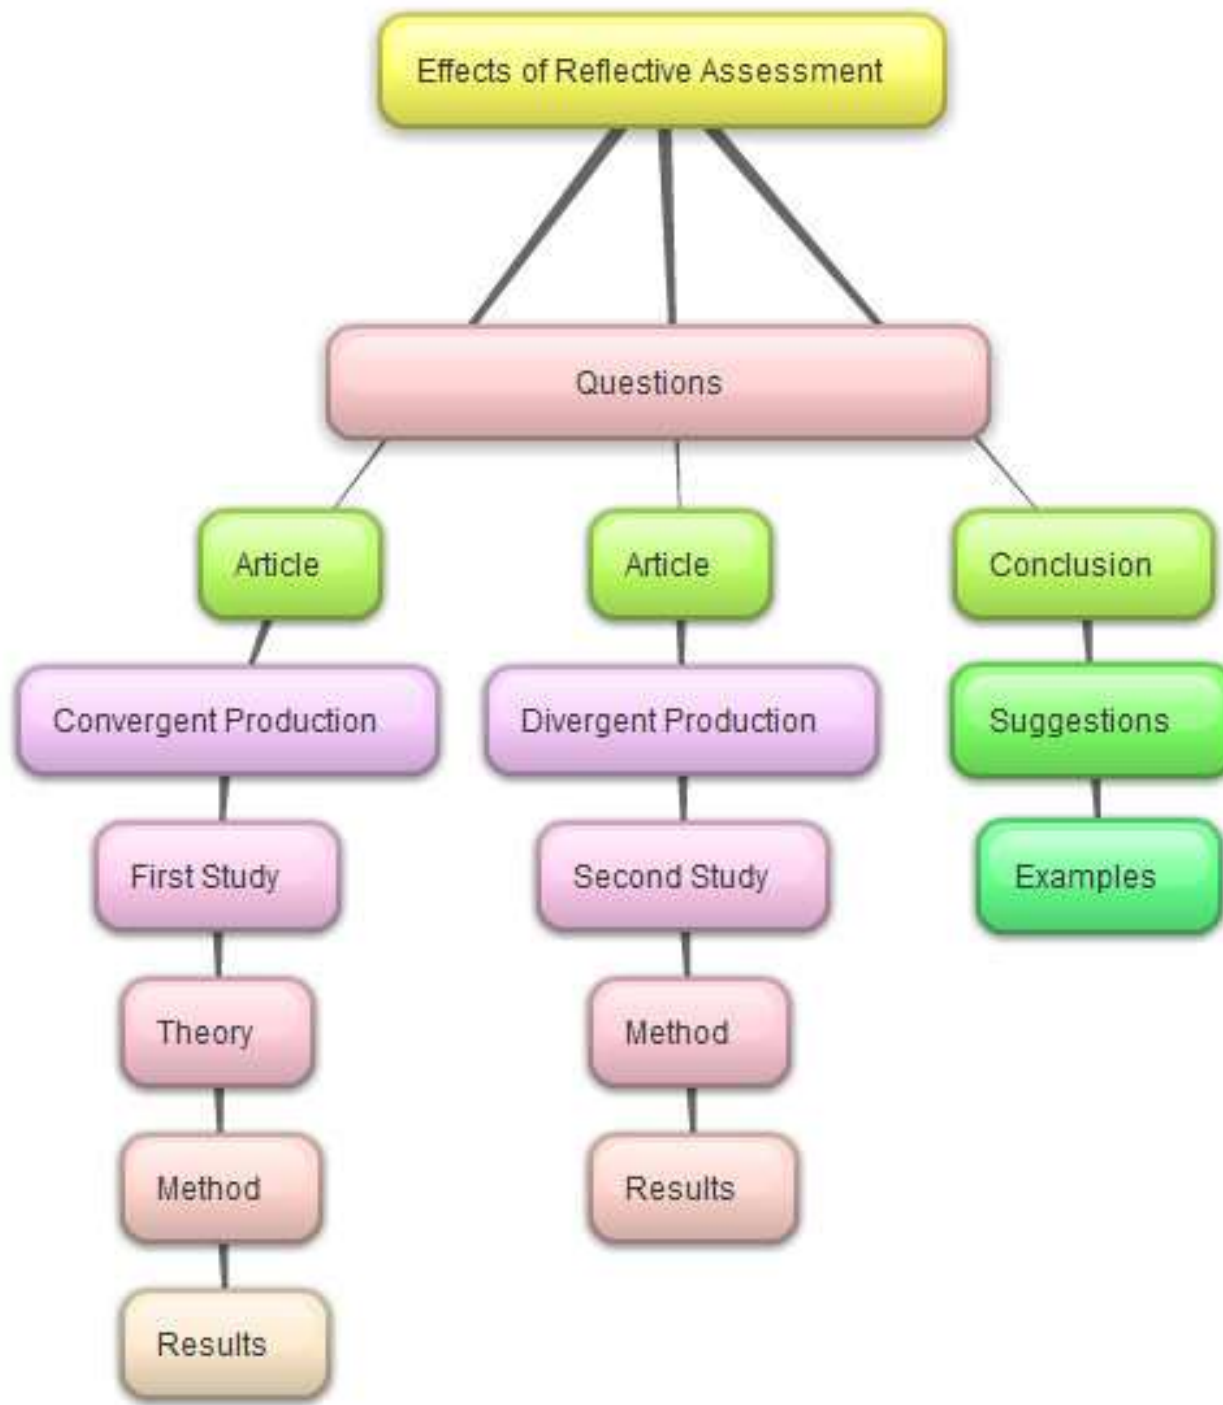 Effects of Reflective Assessment
Questions
Article
Article
Conclusion
Convergent Production
Divergent Production
Suggestions
First Study
Second Study
Examples
Theory
Method
Method
Results
Results